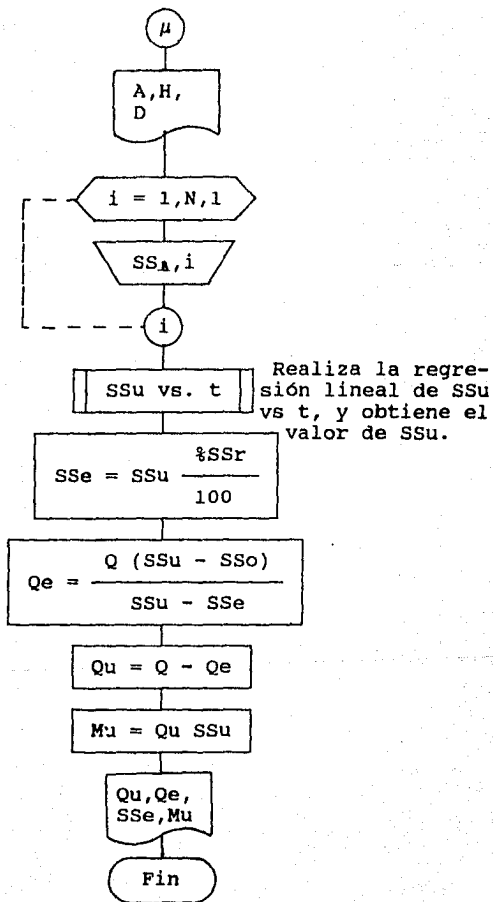 μ
A,H,
D
i = 1,N,1
SS,i
i
SSu vs. t
Realiza la regre-
sión lineal de SSu
vs t, y obtiene el
valor de SSu.
SSe = SSu %SSr
100
Qe = Q (SSu - SSo)
SSu - SSe
Qu = Q - Qe
Mu = Qu SSu
Qu,Qe,
SSe,Mu
Fin